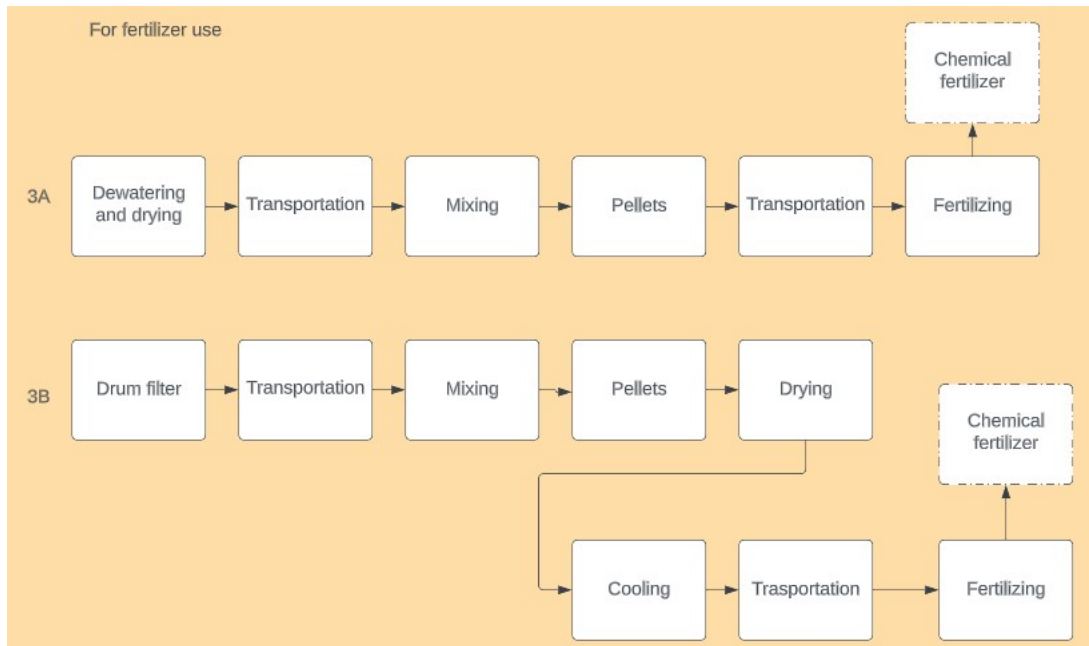 For fertilizer use
Chemical
fertilizer
3A
Dewatering
and drying
Transportation
Mixing
Pellets
Transportation
Fertilizing
3B
Drum filter
Transportation
Mixing
Pellets
Drying
Chemical
fertilizer
Cooling
Trasportation
Fertilizing